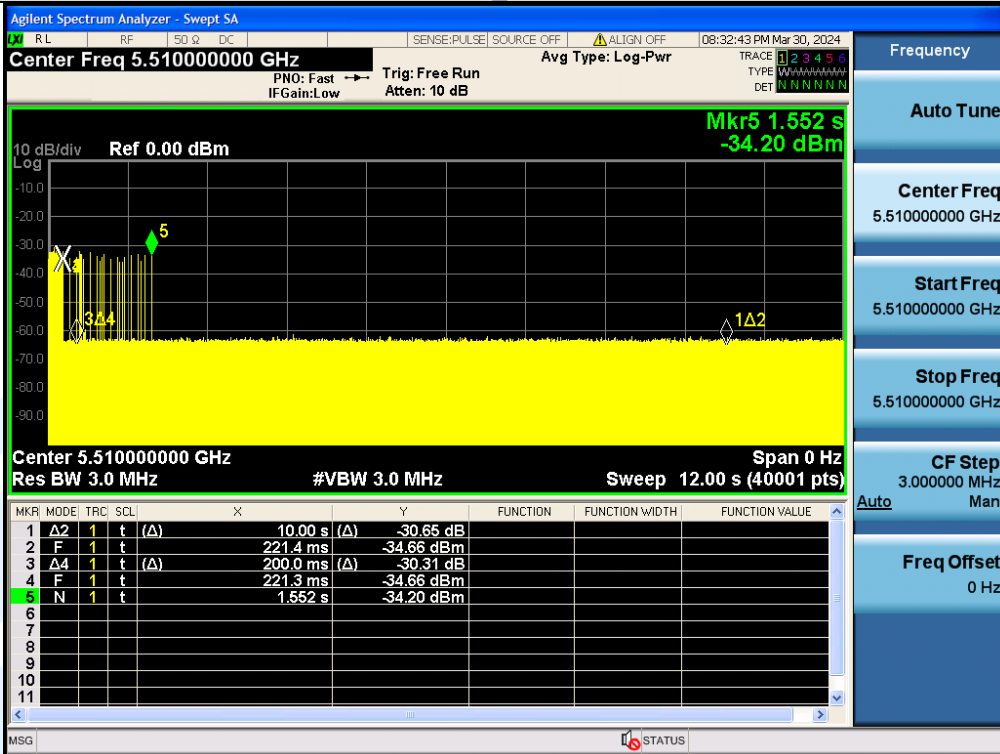 Agilent Spectrum Analyzer - Swept SA
LXI RL RF 50 Ω DC SENSE:PULSE SOURCE OFF ALIGN OFF 08:32:43 PM Mar 30, 2024
Center Freq 5.510000000 GHz
PNO: Fast
IFGain:Low
Trig: Free Run
Atten: 10 dB
Avg Type: Log-Pwr
TRACE 1 2 3 4 5 6
TYPE
DET N N N N N N
Mkr5 1.552 s
-34.20 dBm
10 dB/div Ref 0.00 dBm
Log
-10.0
-20.0
-30.0
-40.0
-50.0
-60.0
-70.0
-80.0
-90.0
5
3Δ4
1Δ2
Center 5.510000000 GHz Span 0 Hz
Res BW 3.0 MHz #VBW 3.0 MHz Sweep 12.00 s (40001 pts)
MKR MODE TRC SCL X Y FUNCTION FUNCTION WIDTH FUNCTION VALUE
1 Δ2 1 t (Δ) 10.00 s (Δ) -30.65 dB
2 F 1 t 221.4 ms -34.66 dBm
3 Δ4 1 t (Δ) 200.0 ms (Δ) -30.31 dB
4 F 1 t 221.3 ms -34.66 dBm
5 N 1 t 1.552 s -34.20 dBm
6
7
8
9
10
11
MSG STATUS
Frequency
Auto Tune
Center Freq
5.510000000 GHz
Start Freq
5.510000000 GHz
Stop Freq
5.510000000 GHz
CF Step
3.000000 MHz
Auto Man
Freq Offset
0 Hz